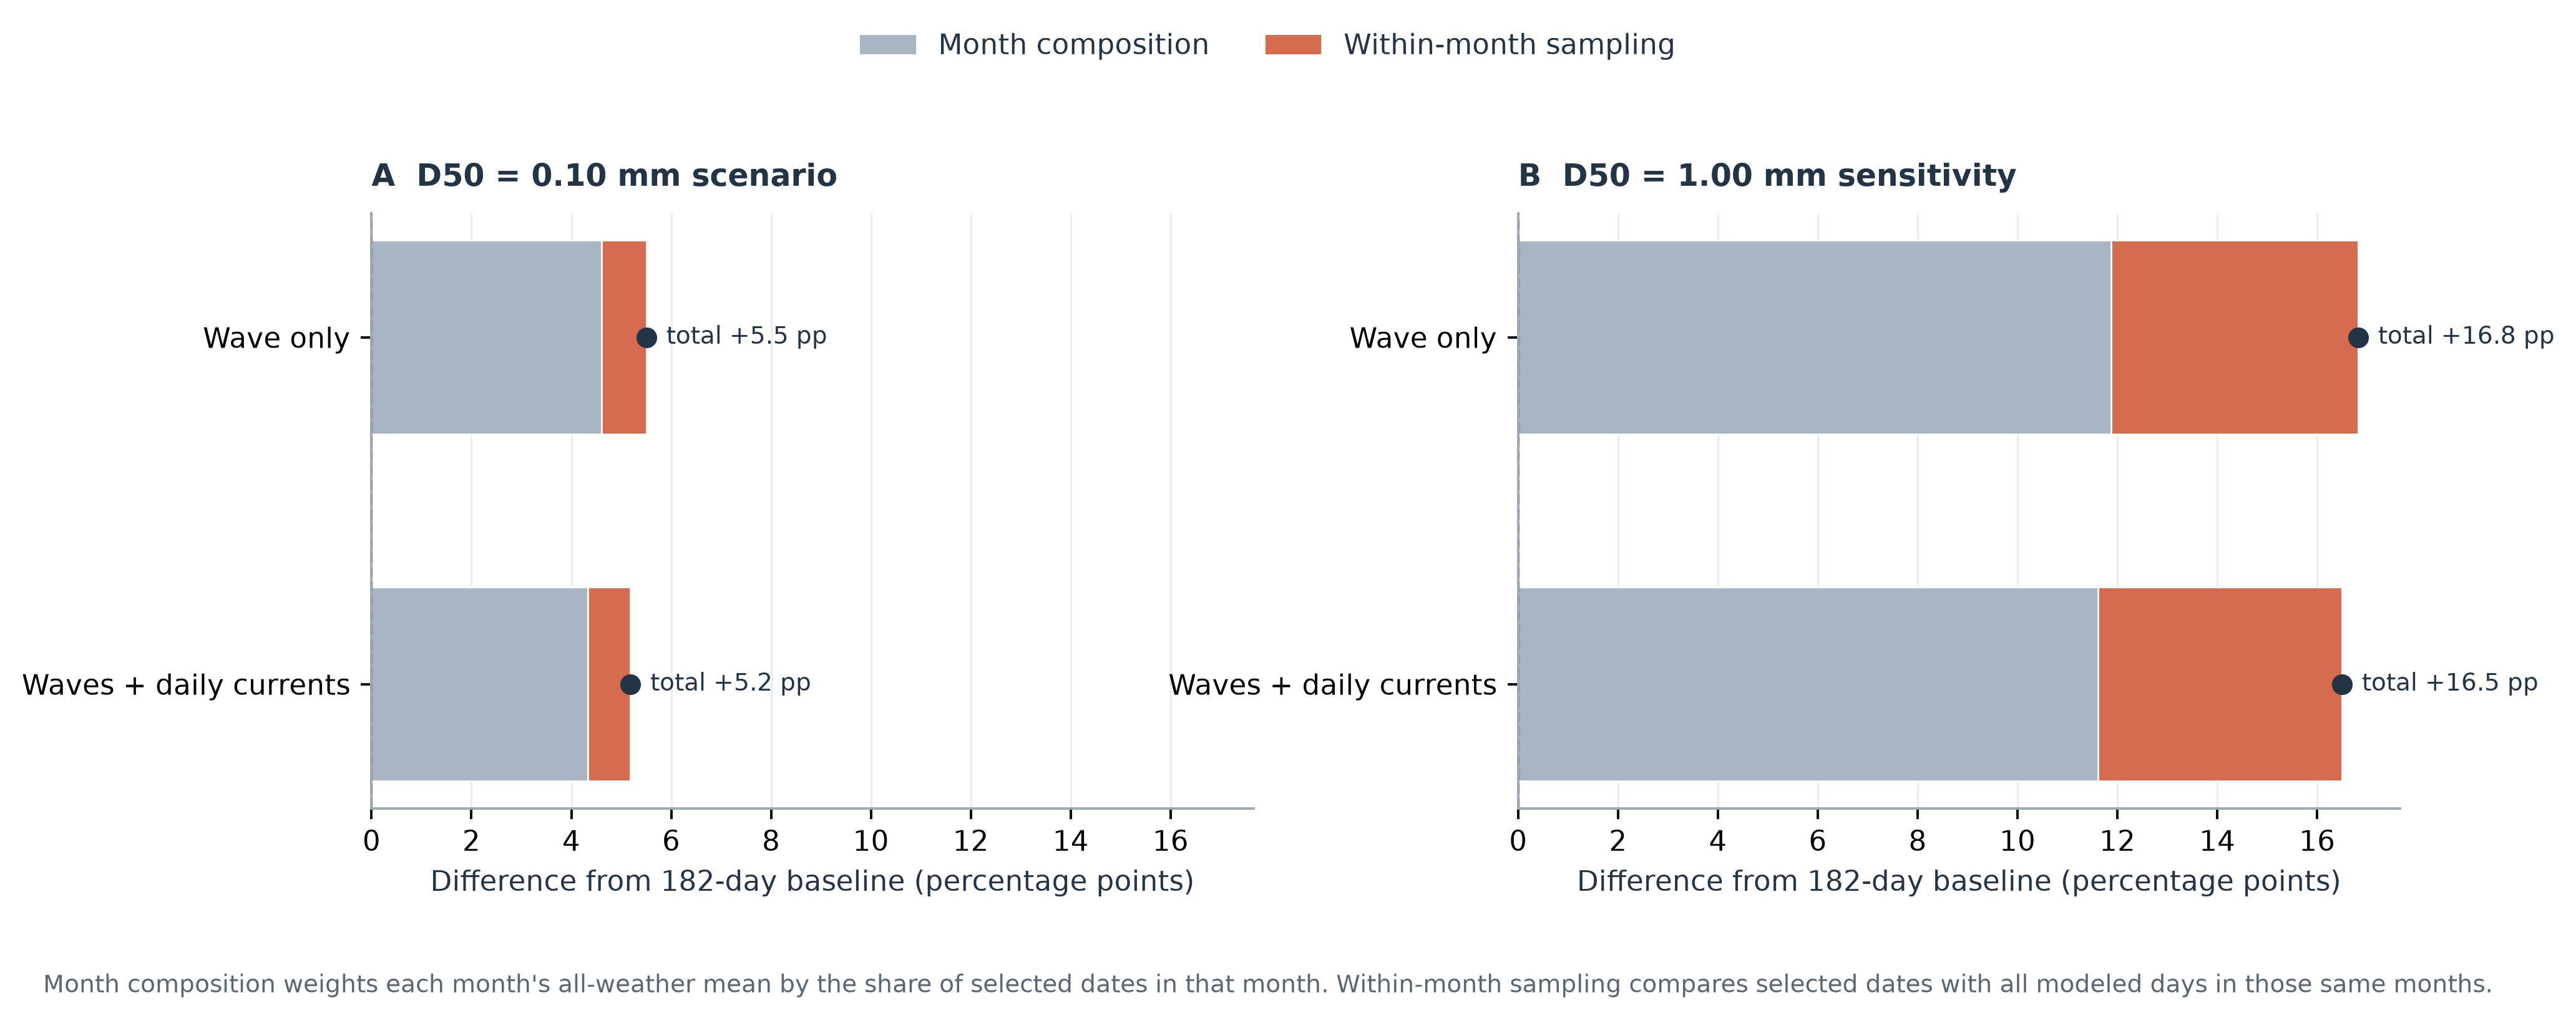 Month composition
Within-month sampling
A D50 = 0.10 mm scenario
Wave only
total +5.5 pp
Waves + daily currents
total +5.2 pp
0 2 4 6 8 10 12 14 16
Difference from 182-day baseline (percentage points)
B D50 = 1.00 mm sensitivity
Wave only
total +16.8 pp
Waves + daily currents
total +16.5 pp
0 2 4 6 8 10 12 14 16
Difference from 182-day baseline (percentage points)
Month composition weights each month's all-weather mean by the share of selected dates in that month. Within-month sampling compares selected dates with all modeled days in those same months.